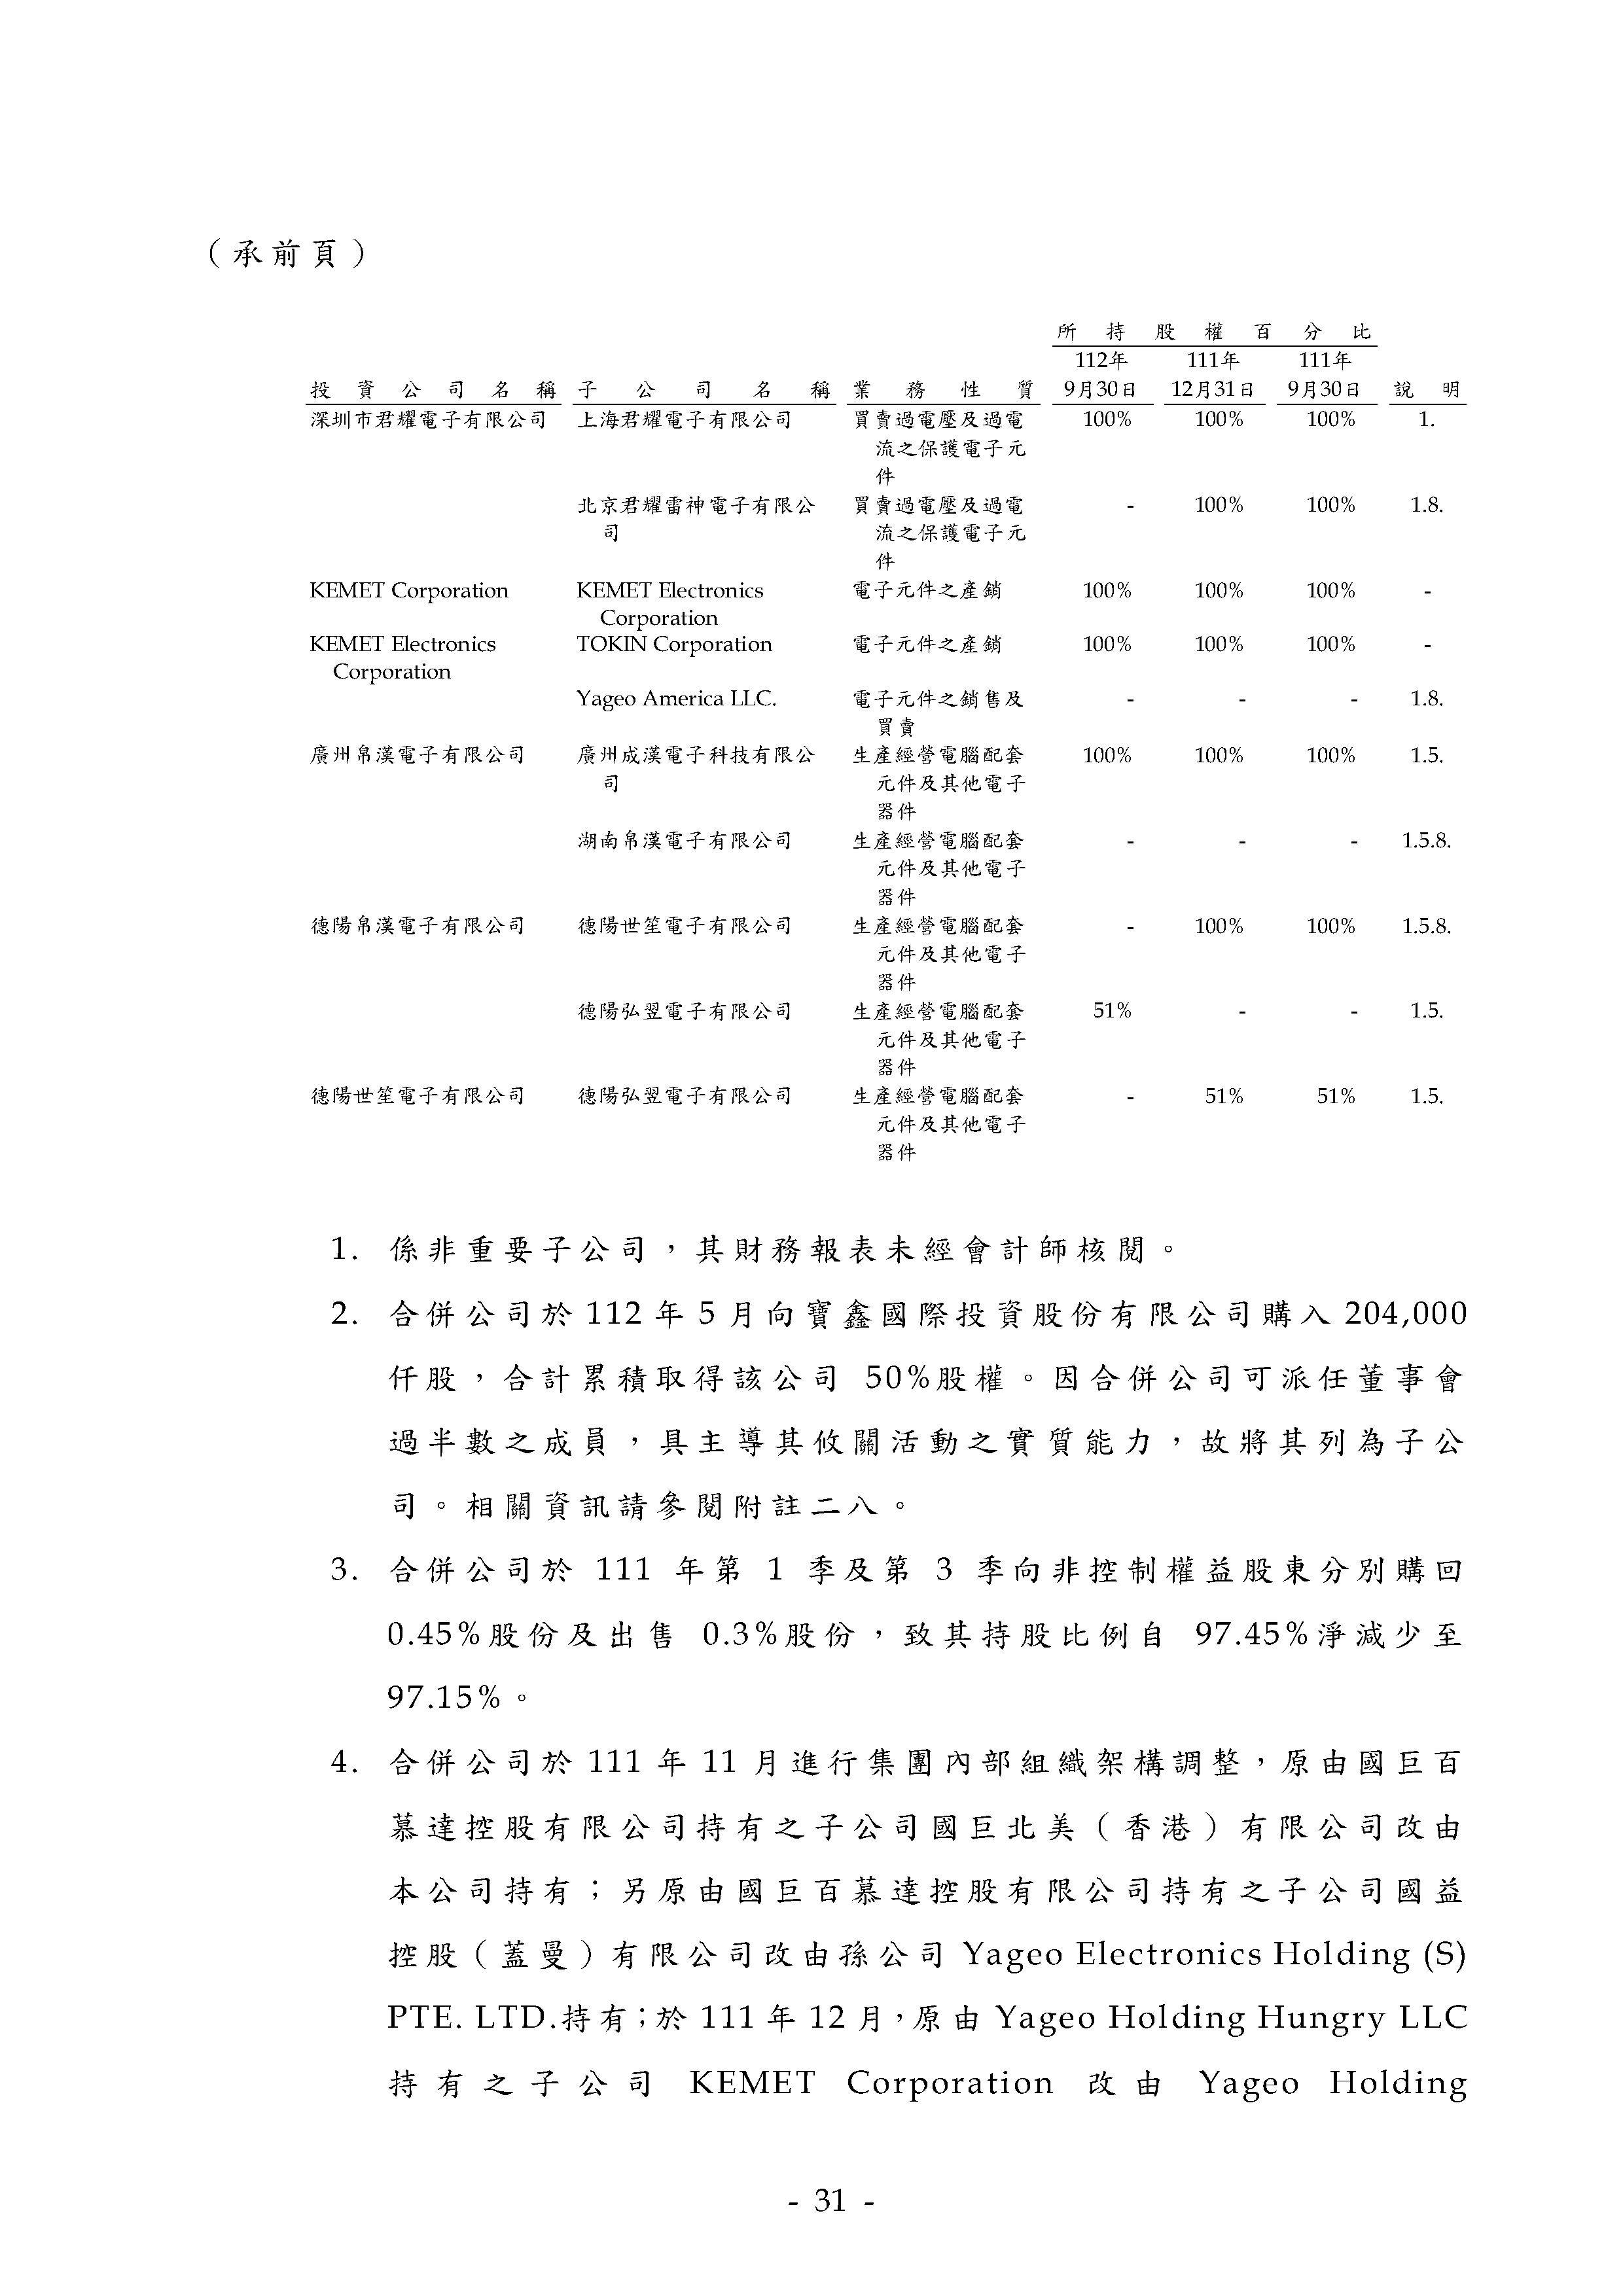 （承前頁）
所持股權百分比
112年 111年 111年
投資公司名稱 子公司名稱 業務性質 9月30日 12月31日 9月30日 說明
深圳市君耀電子有限公司 上海君耀電子有限公司 買賣過電壓及過電 100% 100% 100% 1.
流之保護電子元
件
北京君耀雷神電子有限公 買賣過電壓及過電 - 100% 100% 1.8.
司 流之保護電子元
件
KEMET Corporation KEMET Electronics 電子元件之產銷 100% 100% 100% -
Corporation
KEMET Electronics TOKIN Corporation 電子元件之產銷 100% 100% 100% -
Corporation
Yageo America LLC. 電子元件之銷售及 - - - 1.8.
買賣
廣州帛漢電子有限公司 廣州成漢電子科技有限公 生產經營電腦配套 100% 100% 100% 1.5.
司 元件及其他電子
器件
湖南帛漢電子有限公司 生產經營電腦配套 - - - 1.5.8.
元件及其他電子
器件
德陽帛漢電子有限公司 德陽世笙電子有限公司 生產經營電腦配套 - 100% 100% 1.5.8.
元件及其他電子
器件
德陽弘翌電子有限公司 生產經營電腦配套 51% - - 1.5.
元件及其他電子
器件
德陽世笙電子有限公司 德陽弘翌電子有限公司 生產經營電腦配套 - 51% 51% 1.5.
元件及其他電子
器件
1. 係非重要子公司，其財務報表未經會計師核閱。
2. 合併公司於 112 年 5 月向寶鑫國際投資股份有限公司購入 204,000
仟股，合計累積取得該公司 50%股權。因合併公司可派任董事會
過半數之成員，具主導其攸關活動之實質能力，故將其列為子公
司。相關資訊請參閱附註二八。
3. 合併公司於 111 年第 1 季及第 3 季向非控制權益股東分別購回
0.45%股份及出售 0.3%股份，致其持股比例自 97.45%淨減少至
97.15%。
4. 合併公司於 111 年 11 月進行集團內部組織架構調整，原由國巨百
慕達控股有限公司持有之子公司國巨北美（香港）有限公司改由
本公司持有；另原由國巨百慕達控股有限公司持有之子公司國益
控股（蓋曼）有限公司改由孫公司 Yageo Electronics Holding (S)
PTE. LTD.持有；於 111 年 12 月，原由 Yageo Holding Hungry LLC
持有之子公司 KEMET Corporation 改由 Yageo Holding
- 31 -